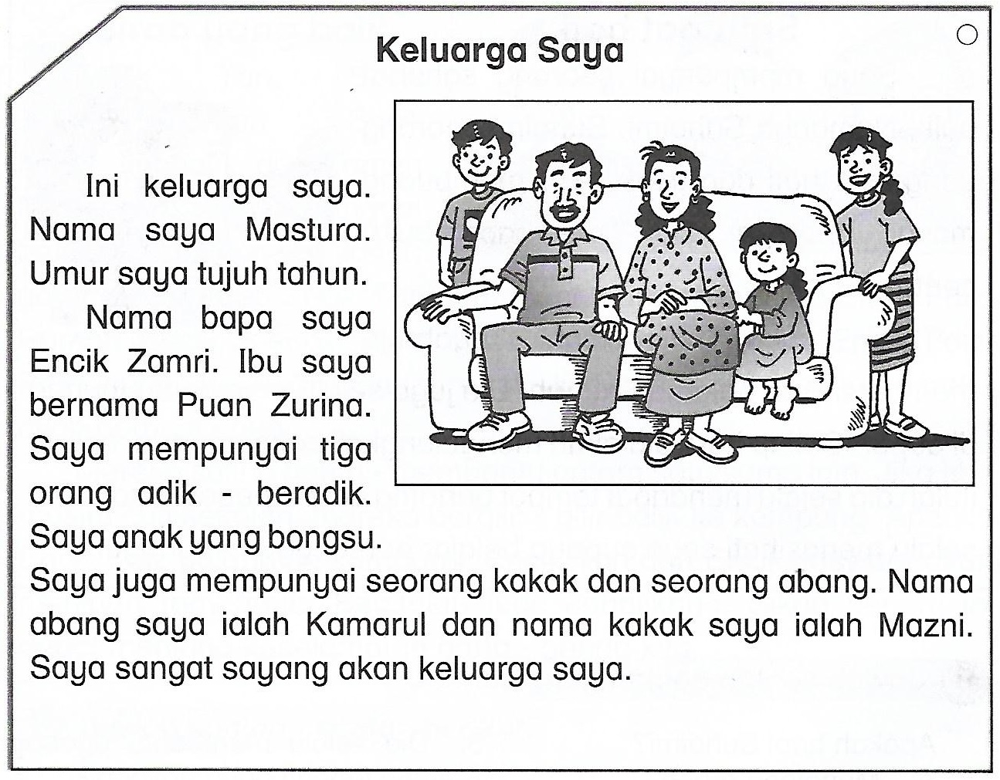 Keluarga Saya
Ini keluarga saya.
Nama saya Mastura.
Umur saya tujuh tahun.
Nama bapa saya
Encik Zamri. Ibu saya
bernama Puan Zurina.
Saya mempunyai tiga
orang adik - beradik.
Saya anak yang bongsu.
Saya juga mempunyai seorang kakak dan seorang abang. Nama
abang saya ialah Kamarul dan nama kakak saya ialah Mazni.
Saya sangat sayang akan keluarga saya.